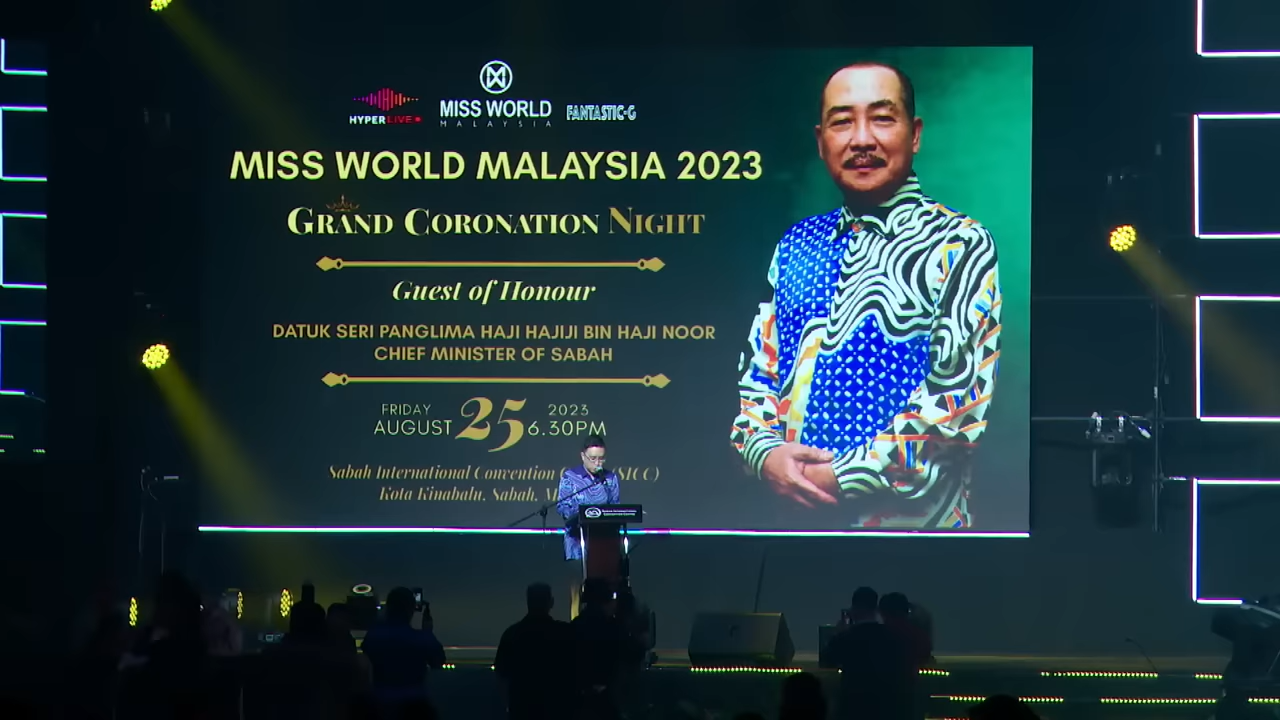 HYPERLIVE
MISS WORLD
MALAYSIA
FANTASTIC-G
MISS WORLD MALAYSIA 2023
GRAND CORONATION NIGHT
Guest of Honour
DATUK SERI PANGLIMA HAJI HAJIJI BIN HAJI NOOR
CHIEF MINISTER OF SABAH
FRIDAY
AUGUST
25
2023
6.30PM
Sabah International Convention
Kota Kinabalu, Sabah,